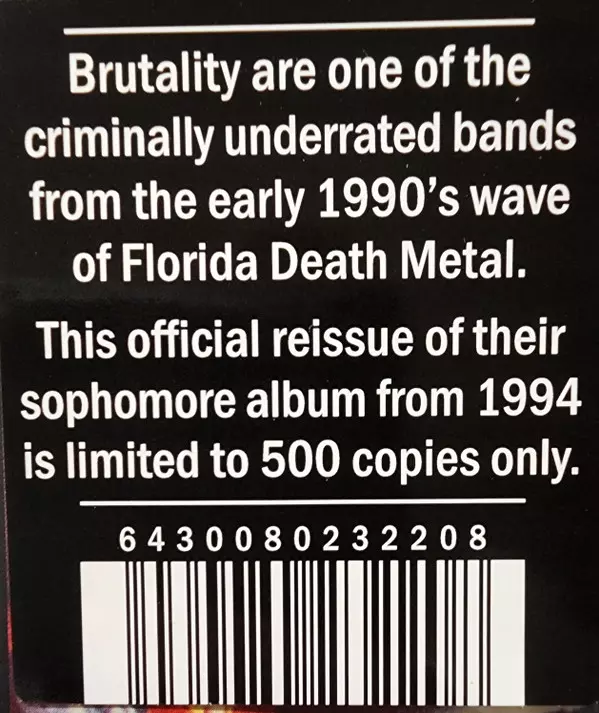 Brutality are one of the
criminally underrated bands
from the early 1990's wave
of Florida Death Metal.
This official reissue of their
sophomore album from 1994
is limited to 500 copies only.
6430080232208